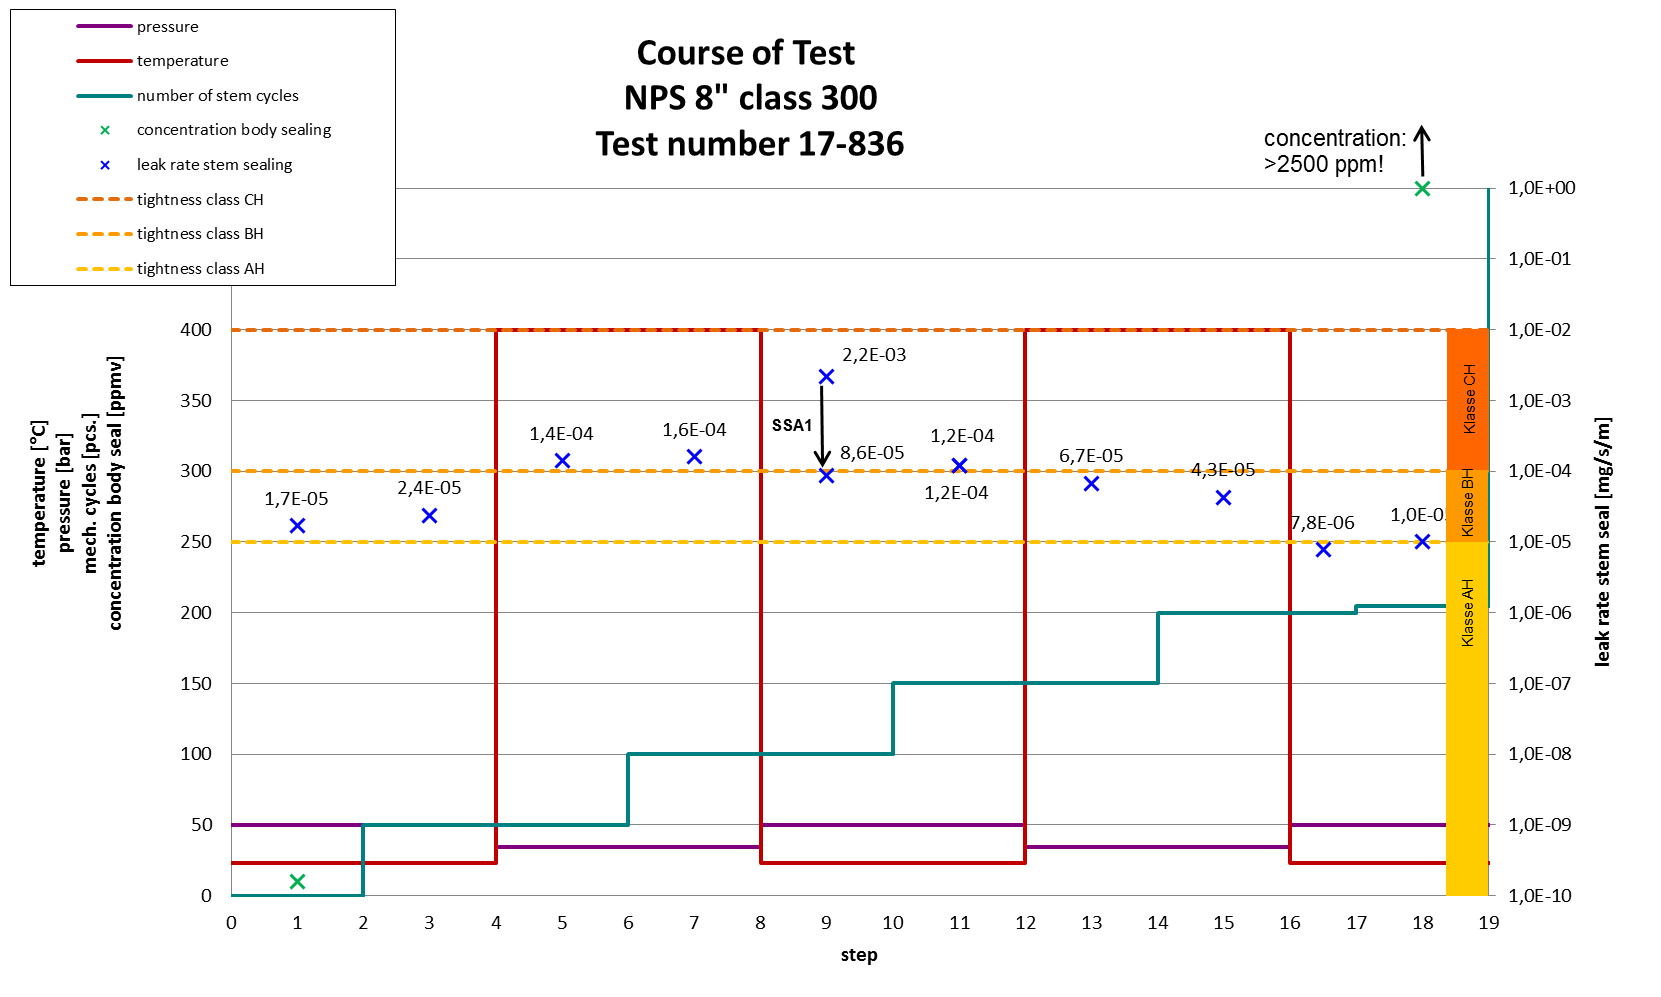 pressure
temperature
number of stem cycles
concentration body sealing
leak rate stem sealing
tightness class CH
tightness class BH
tightness class AH
Course of Test
NPS 8" class 300
Test number 17-836
concentration:
>2500 ppm!
temperature [°C]
pressure [bar]
mech. cycles [pcs.]
concentration body seal [ppmv]
400
350
300
250
200
150
100
50
0
1,7E-05
2,4E-05
1,4E-04
1,6E-04
2,2E-03
SSA1
8,6E-05
1,2E-04
1,2E-04
6,7E-05
4,3E-05
7,8E-06
1,0E-0
Klasse CH
Klasse BH
Klasse AH
1,0E+00
1,0E-01
1,0E-02
1,0E-03
1,0E-04
1,0E-05
1,0E-06
1,0E-07
1,0E-08
1,0E-09
1,0E-10
leak rate stem seal [mg/s/m]
0 1 2 3 4 5 6 7 8 9 10 11 12 13 14 15 16 17 18 19
step